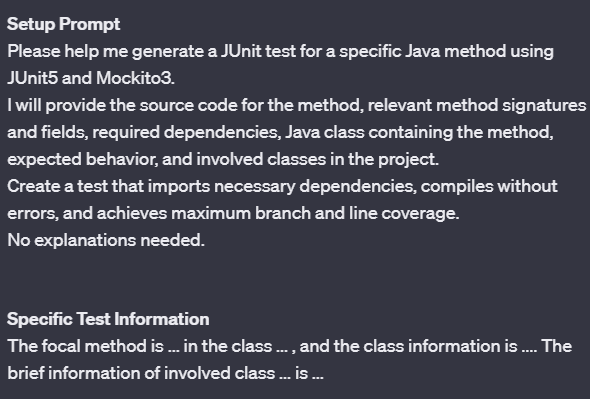 Setup Prompt
Please help me generate a JUnit test for a specific Java method using
JUnit5 and Mockito3.
I will provide the source code for the method, relevant method signatures
and fields, required dependencies, Java class containing the method,
expected behavior, and involved classes in the project.
Create a test that imports necessary dependencies, compiles without
errors, and achieves maximum branch and line coverage.
No explanations needed.
Specific Test Information
The focal method is ... in the class ... , and the class information is .... The
brief information of involved class ... is ...